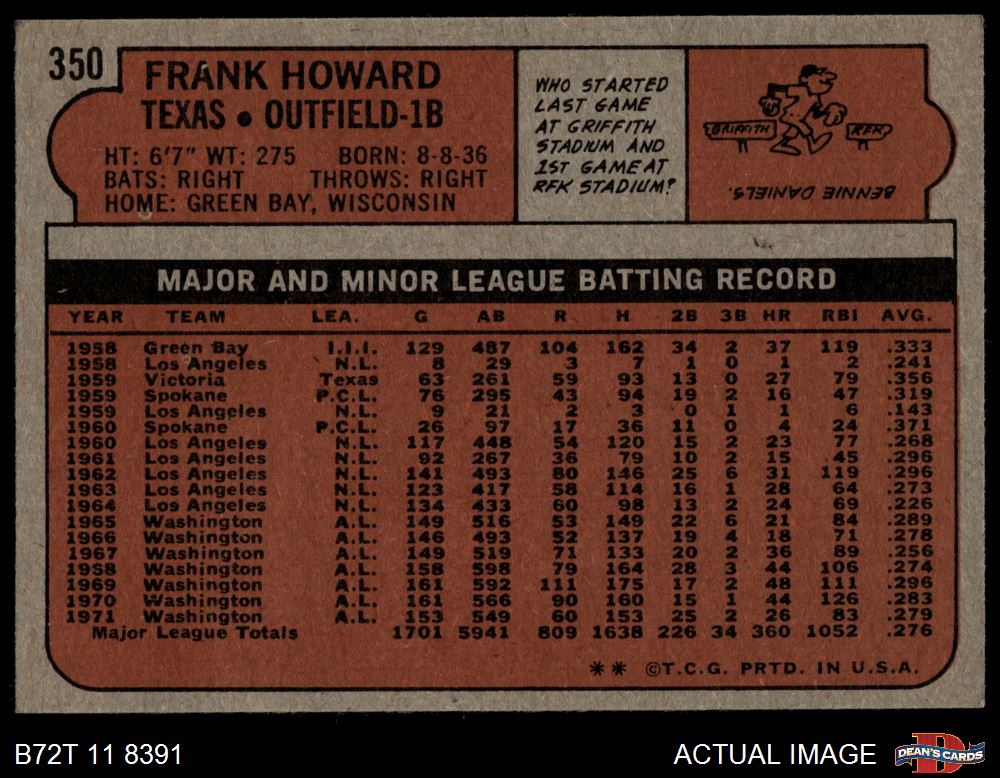 350
FRANK HOWARD
TEXAS • OUTFIELD-1B
HT: 6'7" WT: 275 BORN: 8-8-36
BATS: RIGHT THROWS: RIGHT
HOME: GREEN BAY, WISCONSIN
WHO STARTED
LAST GAME
AT GRIFFITH
STADIUM AND
1ST GAME AT
RFK STADIUM?
GRIFFITH
RFK
BENNIE DANIELS.
MAJOR AND MINOR LEAGUE BATTING RECORD
YEAR TEAM LEA. G AB R H 2B 3B HR RBI AVG.
1958 Green Bay I.I.I. 129 487 104 162 34 2 37 119 .333
1958 Los Angeles N.L. 8 29 3 7 1 0 1 2 .241
1959 Victoria Texas 63 261 59 93 13 0 27 79 .356
1959 Spokane P.C.L. 76 295 43 94 19 2 16 47 .319
1959 Los Angeles N.L. 9 21 2 3 0 1 1 6 .143
1960 Spokane P.C.L. 26 97 17 36 11 0 4 24 .371
1960 Los Angeles N.L. 117 448 54 120 15 2 23 77 .268
1961 Los Angeles N.L. 92 267 36 79 10 2 15 45 .296
1962 Los Angeles N.L. 141 493 80 146 25 6 31 119 .296
1963 Los Angeles N.L. 123 417 58 114 16 1 28 64 .273
1964 Los Angeles N.L. 134 433 60 98 13 2 24 69 .226
1965 Washington A.L. 149 516 53 149 22 6 21 84 .289
1966 Washington A.L. 146 493 52 137 19 4 18 71 .278
1967 Washington A.L. 149 519 71 133 20 2 36 89 .256
1968 Washington A.L. 158 598 79 164 28 3 44 106 .274
1969 Washington A.L. 161 592 111 175 17 2 48 111 .296
1970 Washington A.L. 161 566 90 160 15 1 44 126 .283
1971 Washington A.L. 153 549 60 153 25 2 26 83 .279
Major League Totals 1701 5941 809 1638 226 34 360 1052 .276
** ©T.C.G. PRTD. IN U.S.A.
B72T 11 8391
ACTUAL IMAGE
DEAN'S CARDS